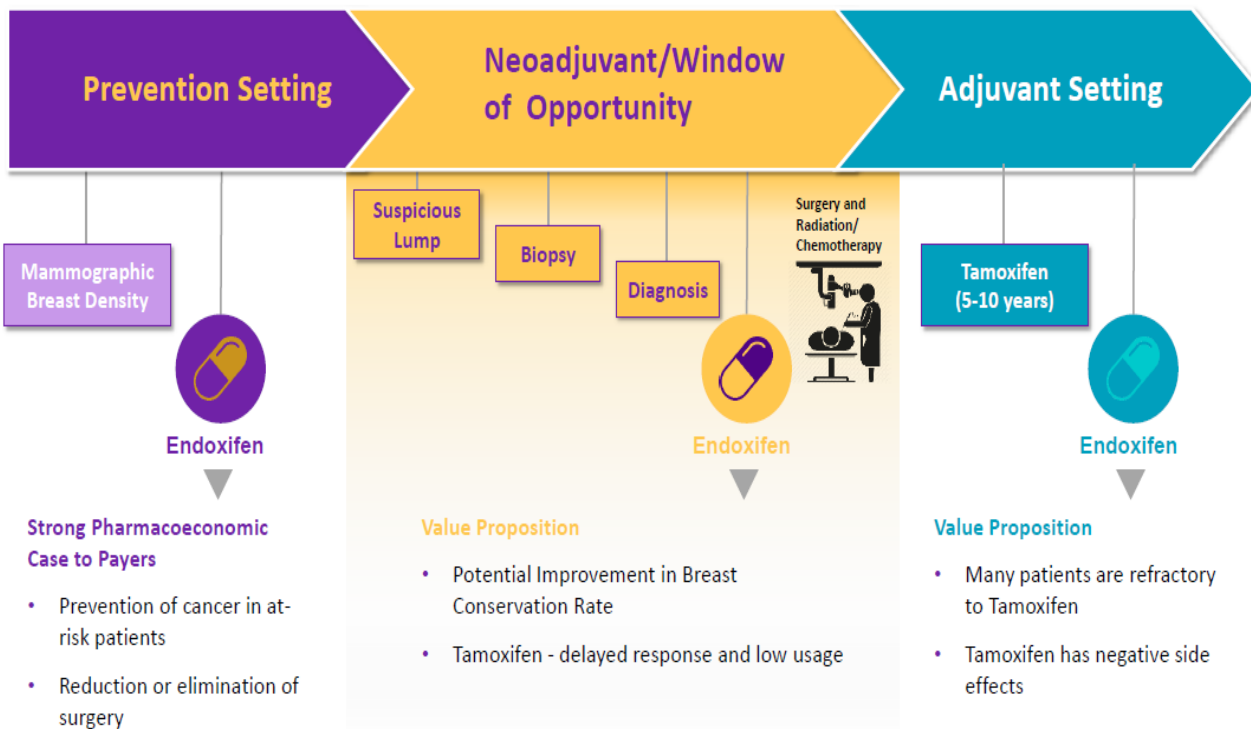 Prevention Setting
Neoadjuvant/Window
of Opportunity
Adjuvant Setting
Mammographic
Breast Density
Suspicious
Lump
Biopsy
Diagnosis
Surgery and
Radiation/
Chemotherapy
Tamoxifen
(5-10 years)
Endoxifen
Endoxifen
Endoxifen
Strong Pharmacoeconomic
Case to Payers
• Prevention of cancer in at-
risk patients
• Reduction or elimination of
surgery
Value Proposition
• Potential Improvement in Breast
Conservation Rate
• Tamoxifen - delayed response and low usage
Value Proposition
• Many patients are refractory
to Tamoxifen
• Tamoxifen has negative side
effects